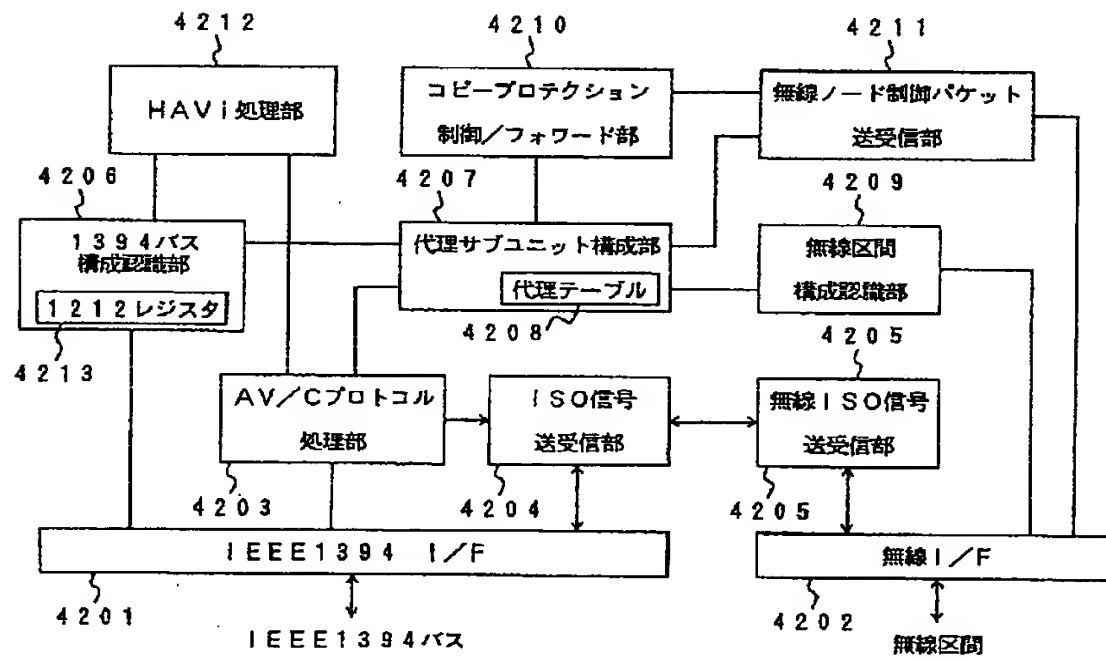 4212
HAVi処理部
4210
コピープロテクション
制御/フォワード部
4211
無線ノード制御パケット
送受信部
4206
1394バス
構成認識部
1212レジスタ
4213
4207
代理サブユニット構成部
代理テーブル
4208
4209
無線区間
構成認識部
AV/Cプロトコル
処理部
4203
ISO信号
送受信部
4204
4205
無線ISO信号
送受信部
4205
IEEE1394 I/F
4201
IEEE1394バス
無線I/F
4202
無線区間